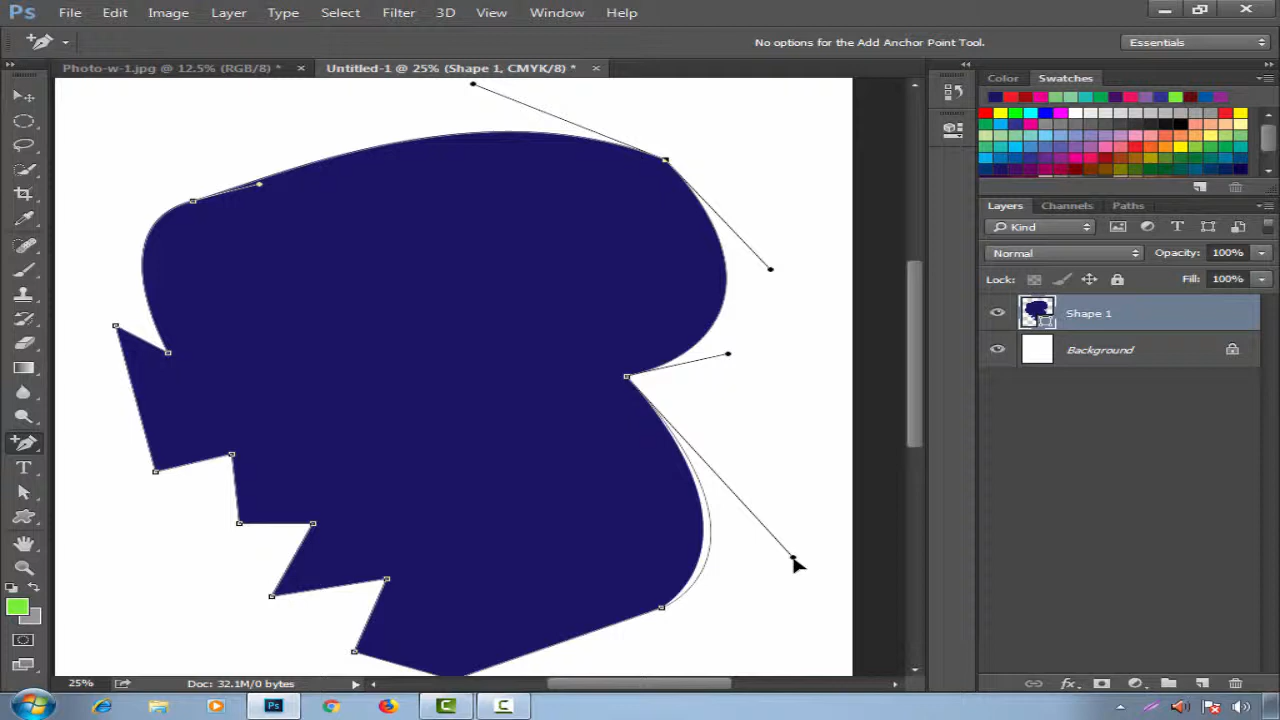 Ps File Edit Image Layer Type Select Filter 3D View Window Help
No options for the Add Anchor Point Tool. Essentials
Photo-w-1.jpg @ 12.5% (RGB/8) * × Untitled-1 @ 25% (Shape 1, CMYK/8) * ×
Color Swatches
Layers Channels Paths
Kind
Normal Opacity: 100%
Lock: Fill: 100%
Shape 1
Background
T
25% Doc: 32.1M/0 bytes
Ps C C